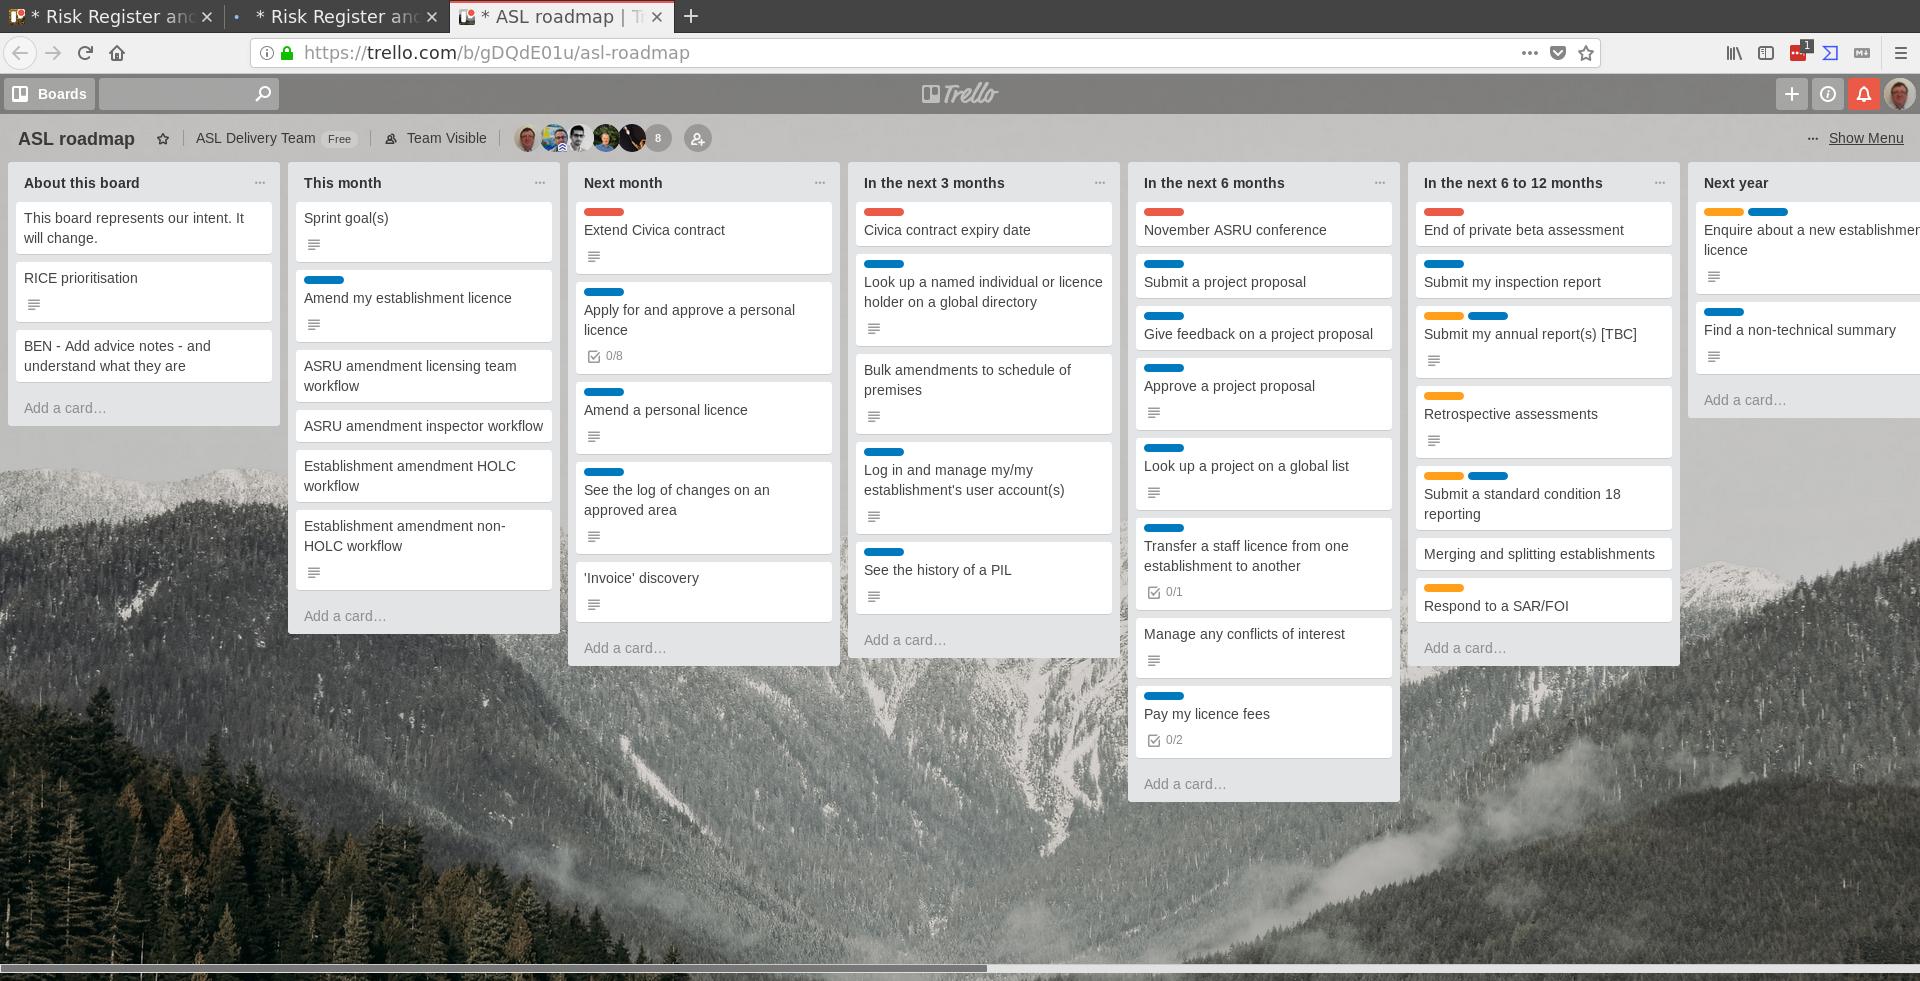 * Risk Register and
* Risk Register and
* ASL roadmap | T
https://trello.com/b/gDQdE01u/asl-roadmap
1
Boards
Trello
ASL roadmap
ASL Delivery Team
Free
Team Visible
8
Show Menu
About this board
This board represents our intent. It
will change.
RICE prioritisation
BEN - Add advice notes - and
understand what they are
Add a card…
This month
Sprint goal(s)
Amend my establishment licence
ASRU amendment licensing team
workflow
ASRU amendment inspector workflow
Establishment amendment HOLC
workflow
Establishment amendment non-
HOLC workflow
Add a card…
Next month
Extend Civica contract
Apply for and approve a personal
licence
0/8
Amend a personal licence
See the log of changes on an
approved area
'Invoice' discovery
Add a card…
In the next 3 months
Civica contract expiry date
Look up a named individual or licence
holder on a global directory
Bulk amendments to schedule of
premises
Log in and manage my/my
establishment's user account(s)
See the history of a PIL
Add a card…
In the next 6 months
November ASRU conference
Submit a project proposal
Give feedback on a project proposal
Approve a project proposal
Look up a project on a global list
Transfer a staff licence from one
establishment to another
0/1
Manage any conflicts of interest
Pay my licence fees
0/2
Add a card…
In the next 6 to 12 months
End of private beta assessment
Submit my inspection report
Submit my annual report(s) [TBC]
Retrospective assessments
Submit a standard condition 18
reporting
Merging and splitting establishments
Respond to a SAR/FOI
Add a card…
Next year
Enquire about a new establishmen
licence
Find a non-technical summary
Add a card…